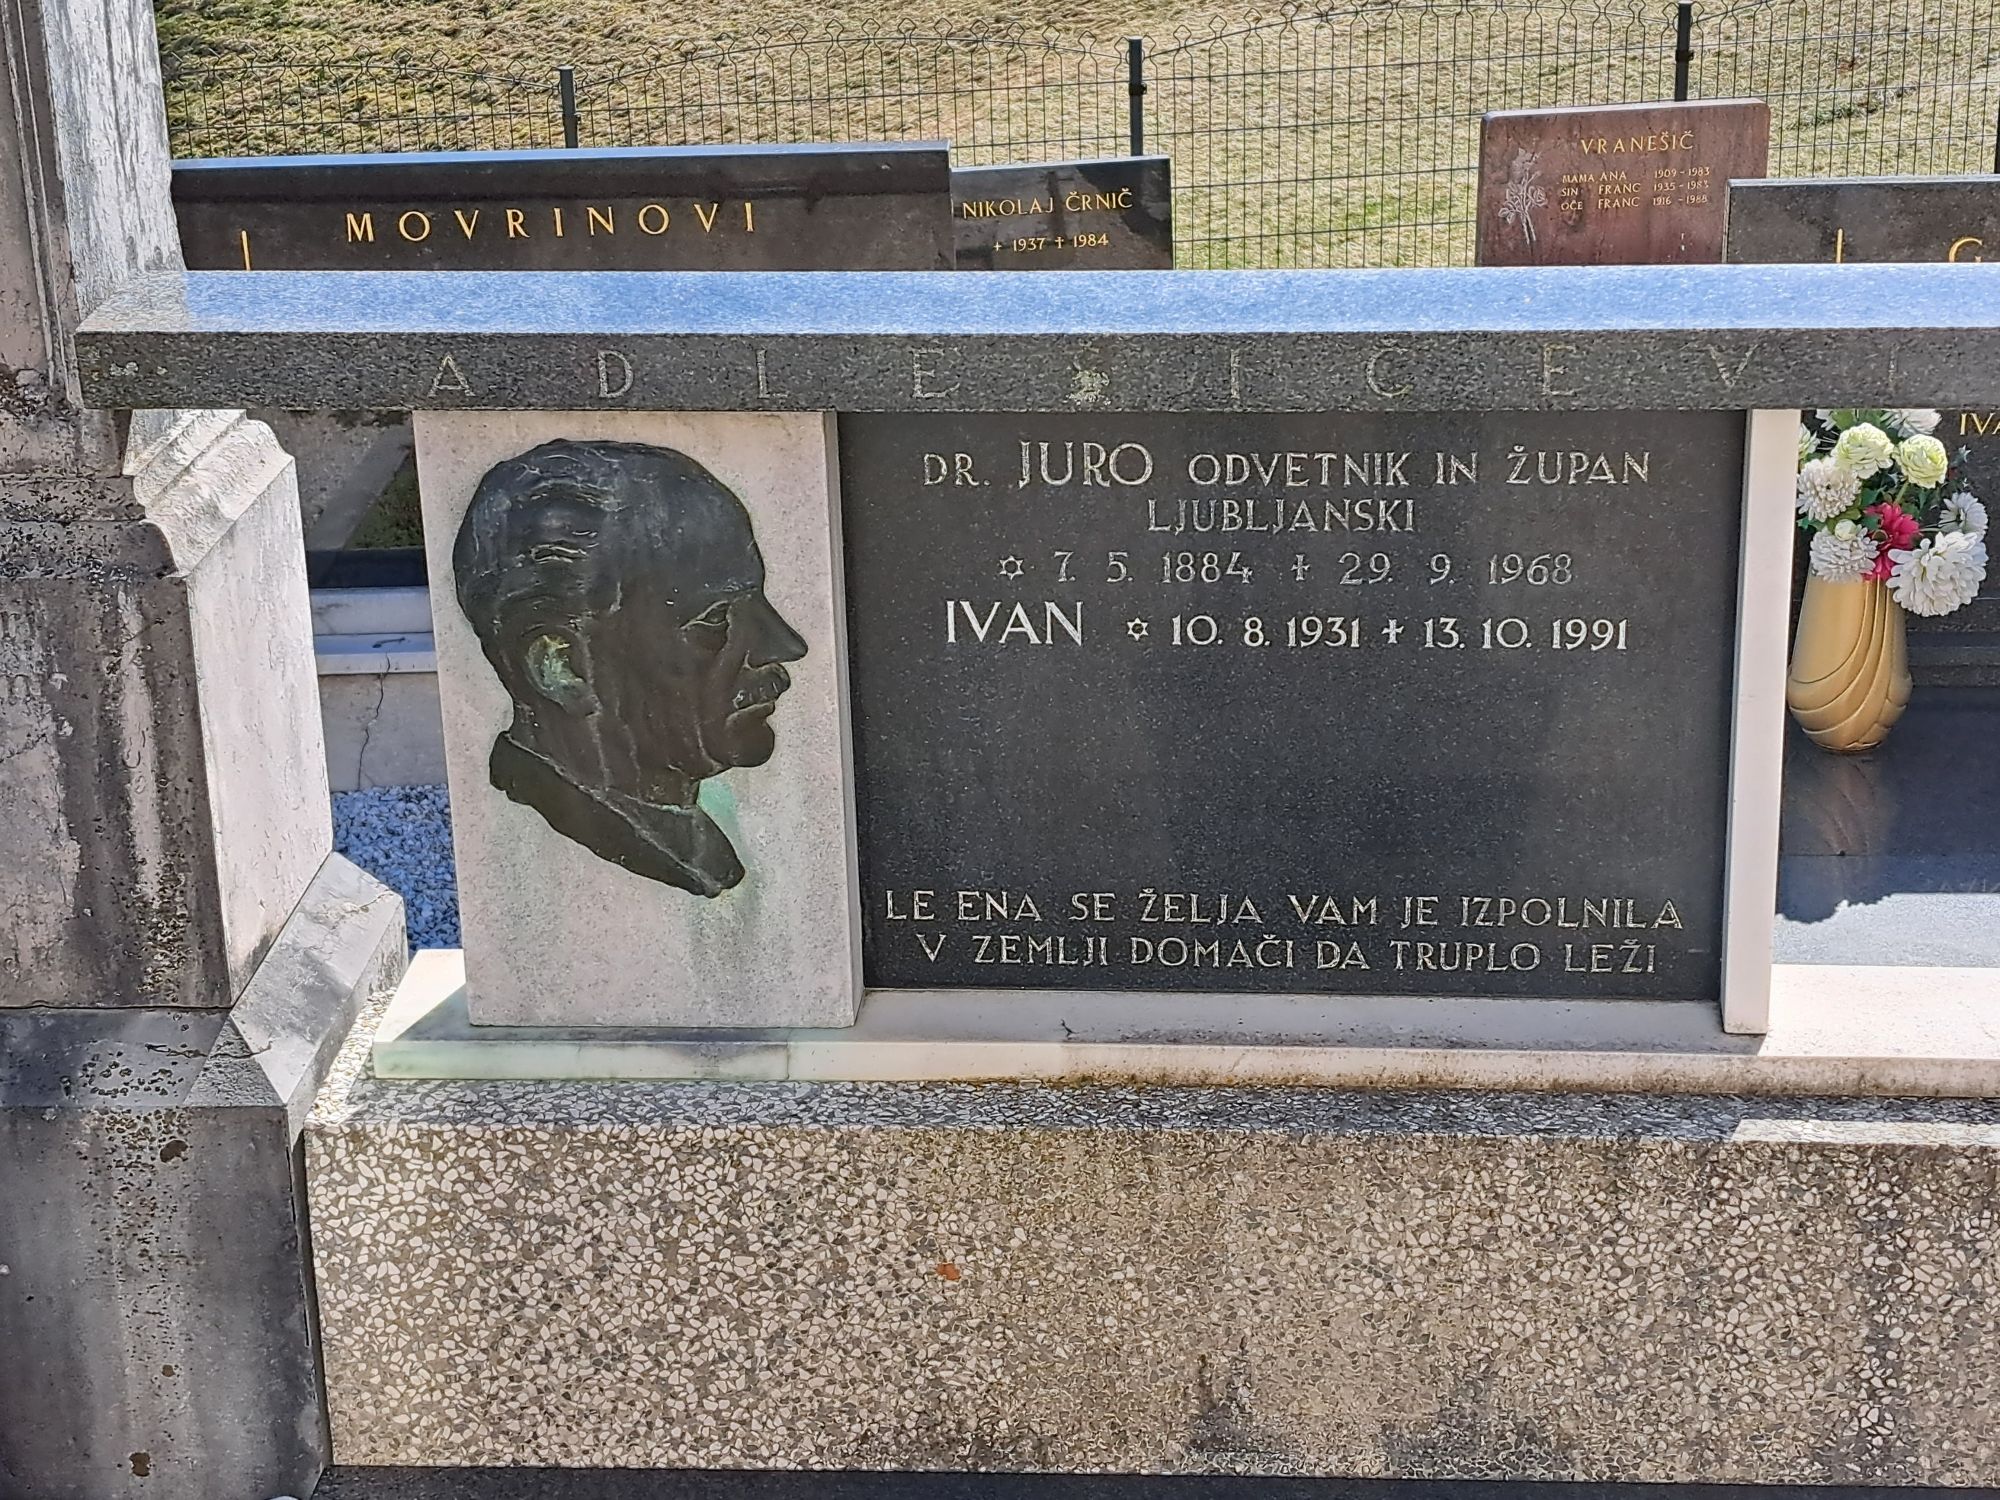 MOVRINOVI
NIKOLAJ ČRNIČ
+ 1937 † 1984
VRANEŠIČ
MAMA ANA 1909 - 1983
SIN FRANC 1935 - 1983
OČE FRANC 1916 - 1988
G
ADLEŠIČEVI
IVA
DR. JURO ODVETNIK IN ŽUPAN
LJUBLJANSKI
✡ 7. 5. 1884 ✝ 29. 9. 1968
IVAN ✡ 10. 8. 1931 ✝ 13. 10. 1991
LE ENA SE ŽELJA VAM JE IZPOLNILA
V ZEMLJI DOMAČI DA TRUPLO LEŽI